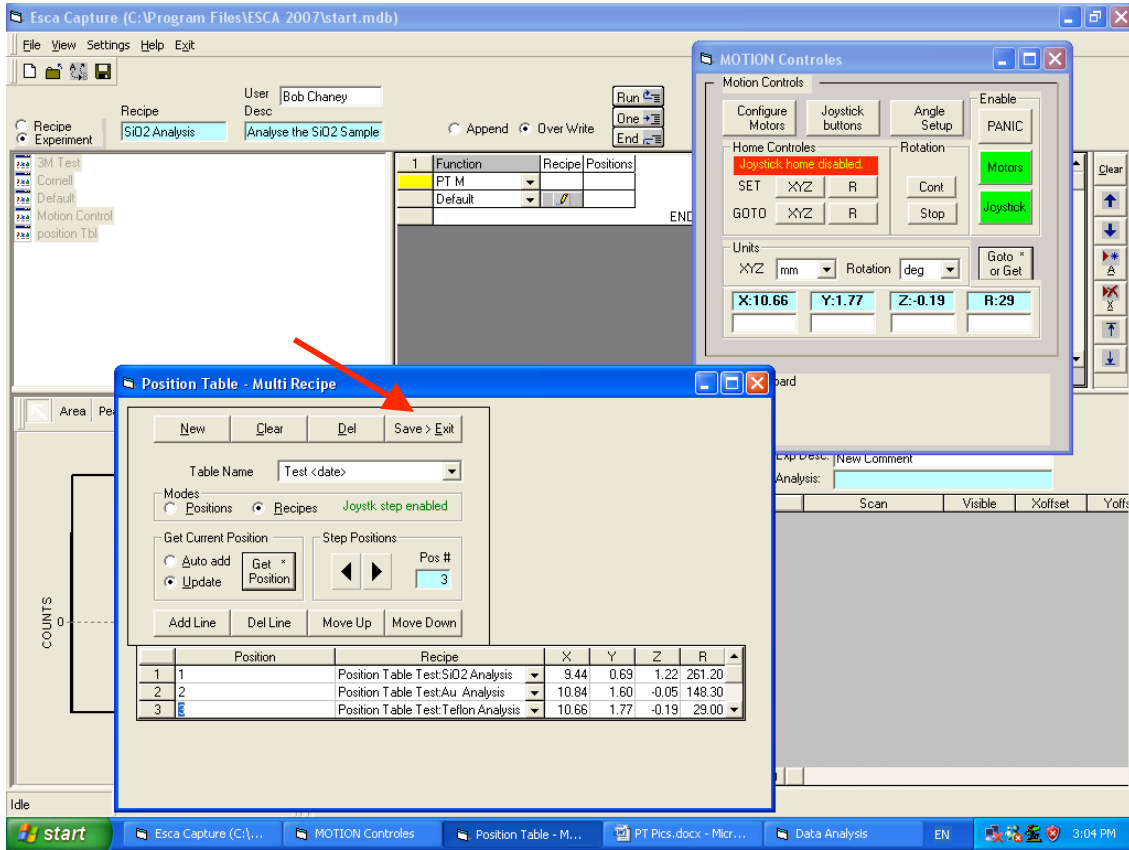 Esca Capture (C:\Program Files\ESCA 2007\start.mdb)
File View Settings Help Exit
User Bob Chaney
Recipe Desc
Recipe
Experiment
SiO2 Analysis Analyse the SiO2 Sample
Append Over Write
Run
One
End
3M Test
Cornell
Default
Motion Control
position Tbl
1 Function Recipe Positions
PT M
Default
END
MOTION Controles
Motion Controls
Configure Motors
Joystick buttons
Angle Setup
Enable
PANIC
Motors
Joystick
Home Controles
Joystick home disabled.
SET XYZ R
GOTO XYZ R
Rotation
Cont
Stop
Units
XYZ mm Rotation deg
Goto *
or Get
X:10.66 Y:1.77 Z:-0.19 R:29
Clear
A
X
Position Table - Multi Recipe
New Clear Del Save > Exit
Table Name Test <date>
Modes
Positions Recipes Joystk step enabled
Get Current Position
Auto add
Update
Get *
Position
Step Positions
Pos #
3
Add Line Del Line Move Up Move Down
Position Recipe X Y Z R
1 1 Position Table Test:SiO2 Analysis 9.44 0.69 1.22 261.20
2 2 Position Table Test:Au Analysis 10.84 1.60 -0.05 148.30
3 3 Position Table Test:Teflon Analysis 10.66 1.77 -0.19 29.00
Area
COUNTS
0
Exp Desc: New Comment
Analysis:
Scan Visible Xoffset
Idle
start
Esca Capture (C:\...
MOTION Controles
Position Table - M...
PT Pics.docx - Micr...
Data Analysis
EN
3:04 PM